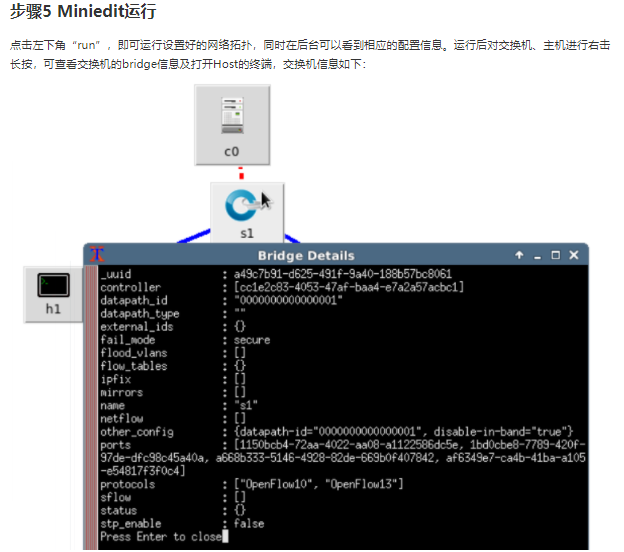 步骤5 Miniedit运行
点击左下角“run”，即可运行设置好的网络拓扑，同时在后台可以看到相应的配置信息。运行后对交换机、主机进行右击
长按，可查看交换机的bridge信息及打开Host的终端，交换机信息如下：
c0
s1
h1
Bridge Details
_uuid : a49c7b91-d625-491f-9a40-188b57bc8061
controller : [cc1e2c83-4053-47af-baa4-e7a2a57acbc1]
datapath_id : "0000000000000001"
datapath_type : ""
external_ids : {}
fail_mode : secure
flood_vlans : []
flow_tables : {}
ipfix : []
mirrors : []
name : "s1"
netflow : []
other_config : {datapath-id="0000000000000001", disable-in-band="true"}
ports : [1150bcb4-72aa-4022-aa08-a1122586dc5e, 1bd0cbe8-7789-420f-
97de-dfc98c45a40a, a668b333-5146-4928-82de-669b0f407842, af6349e7-ca4b-41ba-a105
-e54817f3f0c4]
protocols : ["OpenFlow10", "OpenFlow13"]
sflow : []
status : {}
stp_enable : false
Press Enter to close